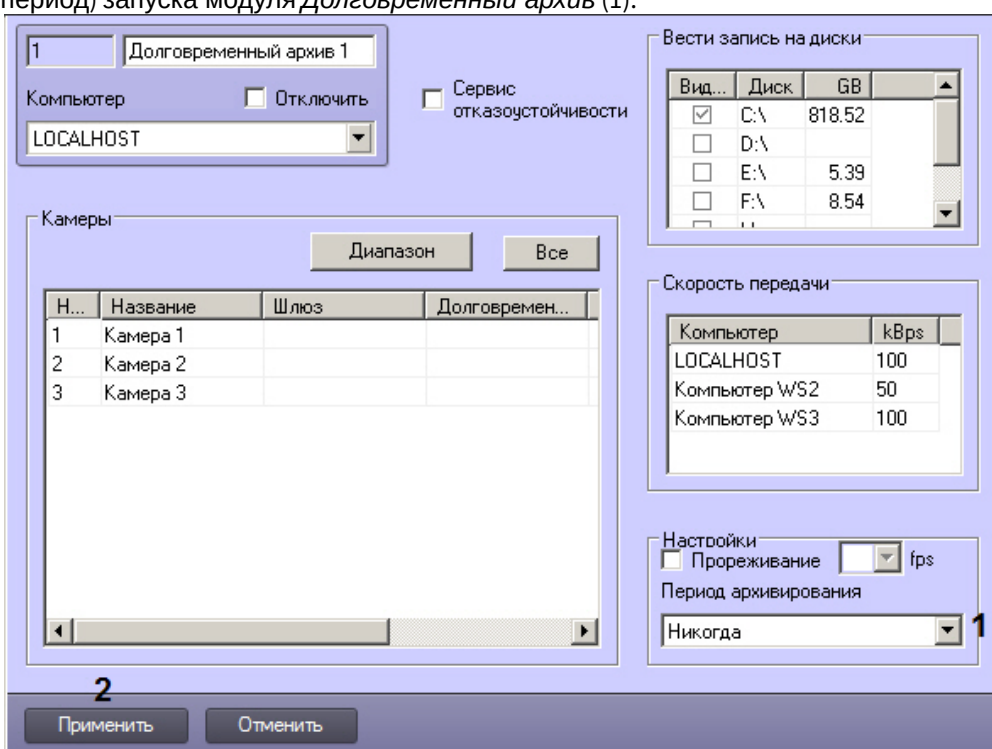 период) запуска модуля Долговременный архив (1).
1
Долговременный архив 1
Компьютер
Отключить
LOCALHOST
Сервис
отказоустойчивости
Вести запись на диски
Вид... Диск GB
C:\ 818.52
D:\
E:\ 5.39
F:\ 8.54
Камеры
Диапазон
Все
Н... Название Шлюз Долговремен...
1 Камера 1
2 Камера 2
3 Камера 3
Скорость передачи
Компьютер kBps
LOCALHOST 100
Компьютер WS2 50
Компьютер WS3 100
Настройки
Прореживание fps
Период архивирования
Никогда
1
2
Применить
Отменить